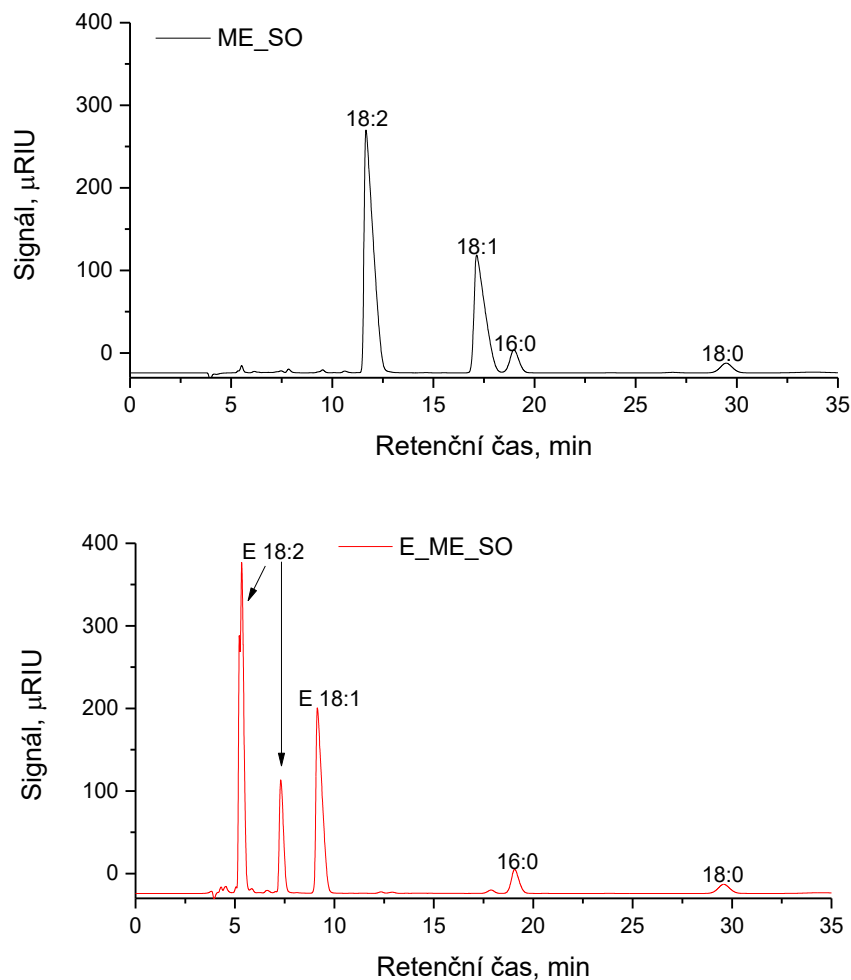 400
ME_SO
18:2
300
200
Signál, μRIU
18:1
100
16:0
18:0
0
0 5 10 15 20 25 30 35
Retenční čas, min
400
E 18:2
E_ME_SO
300
E 18:1
200
Signál, μRIU
100
16:0
18:0
0
0 5 10 15 20 25 30 35
Retenční čas, min